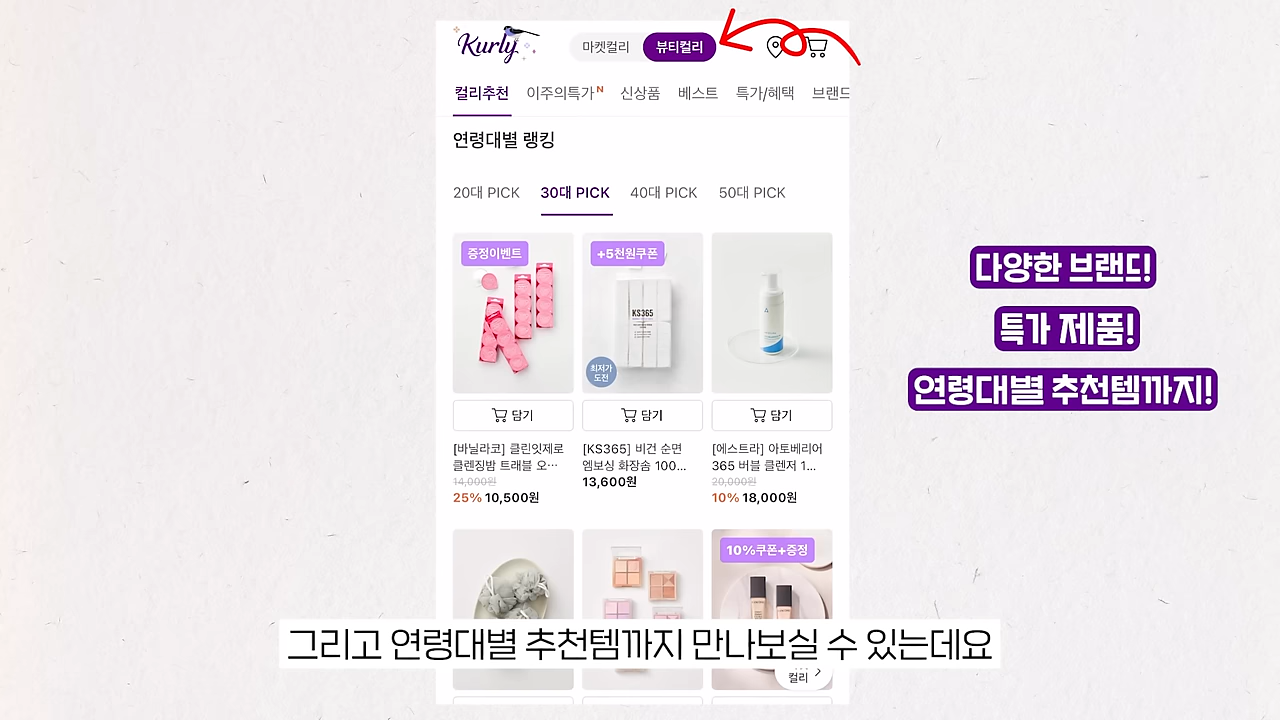 Kurly
마켓컬리
뷰티컬리
컬리추천 이주의특가N 신상품 베스트 특가/혜택 브랜드
연령대별 랭킹
20대 PICK 30대 PICK 40대 PICK 50대 PICK
증정이벤트
+5천원쿠폰
KS365
최저가
도전
담기
담기
담기
[바닐라코] 클린잇제로
클렌징밤 트래블 오…
14,000원
25% 10,500원
[KS365] 비건 순면
엠보싱 화장솜 100…
13,600원
[에스트라] 아토베리어
365 버블 클렌저 1…
20,000원
10% 18,000원
10%쿠폰+증정
컬리
다양한 브랜드!
특가 제품!
연령대별 추천템까지!
그리고 연령대별 추천템까지 만나보실 수 있는데요